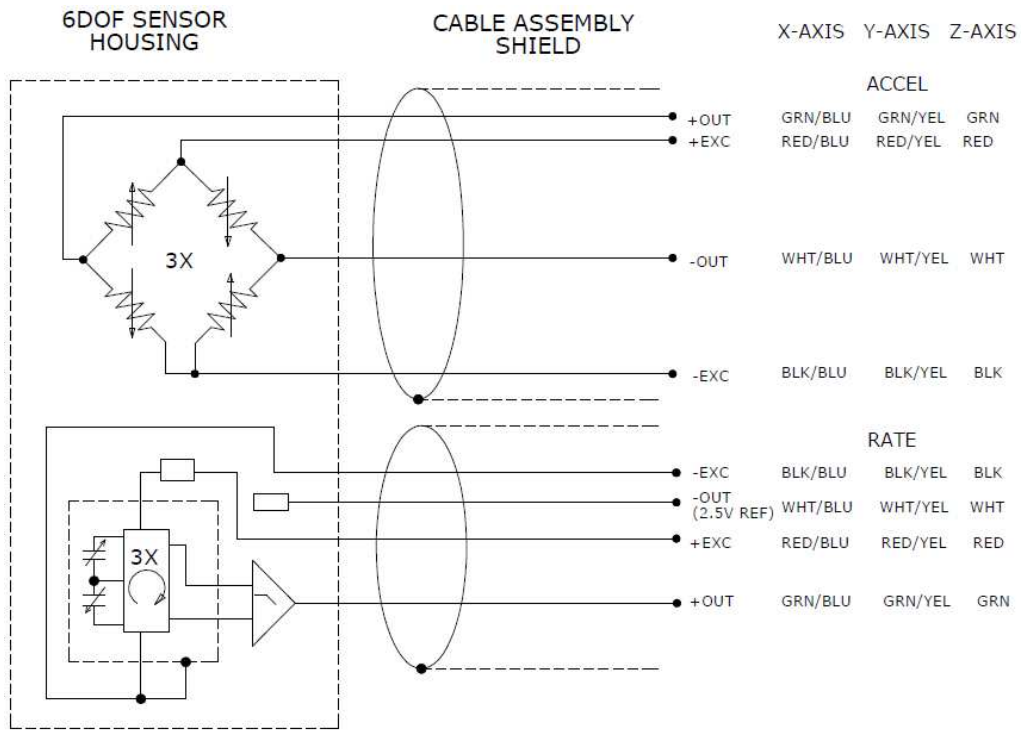 6DOF SENSOR
HOUSING
CABLE ASSEMBLY
SHIELD
X-AXIS Y-AXIS Z-AXIS
ACCEL
+OUT GRN/BLU GRN/YEL GRN
+EXC RED/BLU RED/YEL RED
3X
-OUT WHT/BLU WHT/YEL WHT
-EXC BLK/BLU BLK/YEL BLK
RATE
-EXC BLK/BLU BLK/YEL BLK
-OUT
(2.5V REF) WHT/BLU WHT/YEL WHT
+EXC RED/BLU RED/YEL RED
3X
+OUT GRN/BLU GRN/YEL GRN